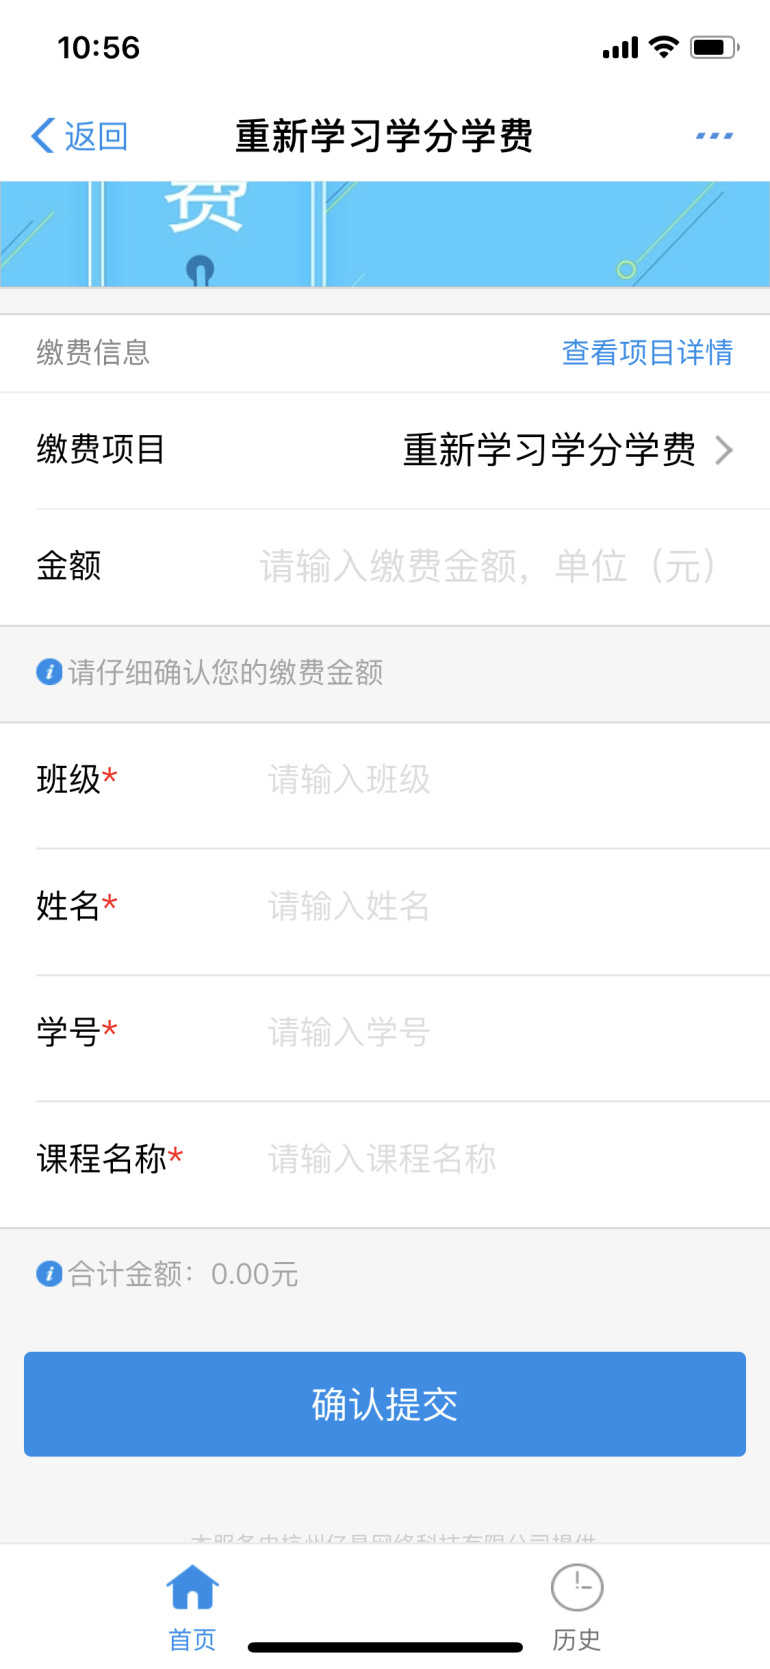 10:56
返回
重新学习学分学费
费
缴费信息
查看项目详情
缴费项目
重新学习学分学费
金额
请输入缴费金额，单位（元）
请仔细确认您的缴费金额
班级*
请输入班级
姓名*
请输入姓名
学号*
请输入学号
课程名称*
请输入课程名称
合计金额：0.00元
确认提交
首页
历史